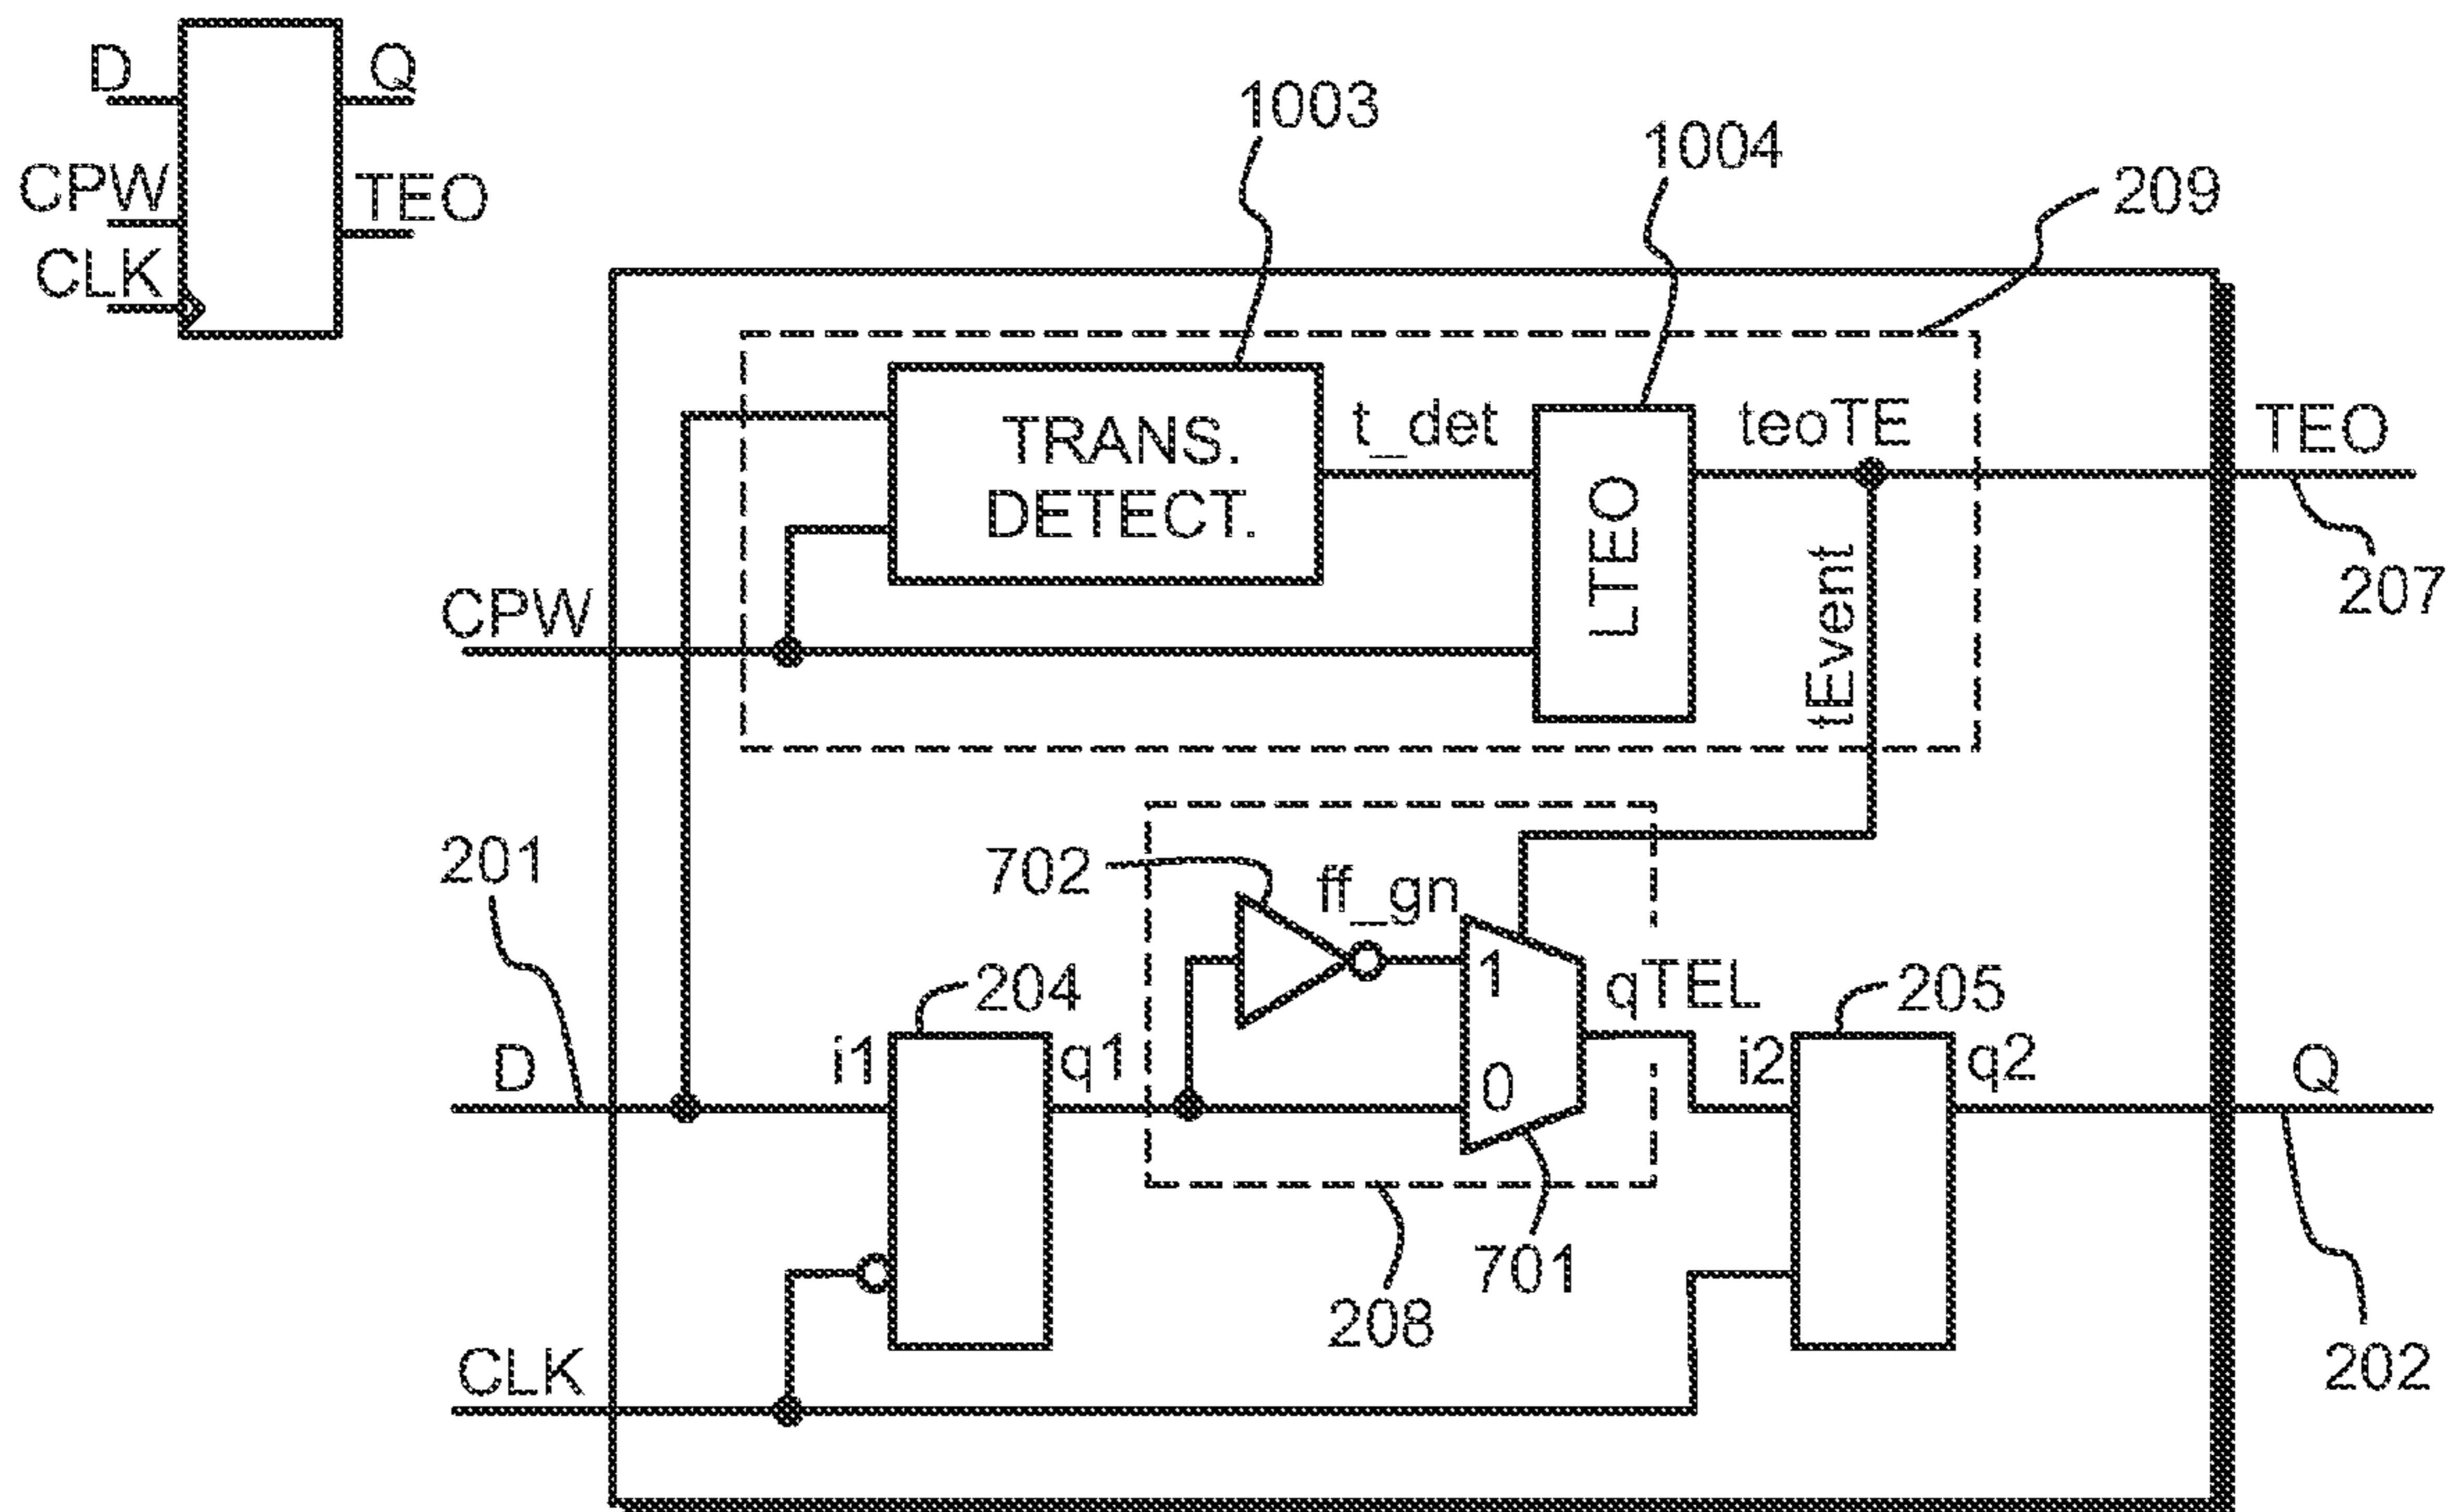 D
Q
CPW
TEO
CLK
1003
1004
209
TRANS.
DETECT.
t_det
LTEO
teoTE
TEO
207
tEvent
CPW
201
702
ff_gn
1
0
qTEL
204
205
D
i1
q1
i2
q2
Q
701
208
CLK
202